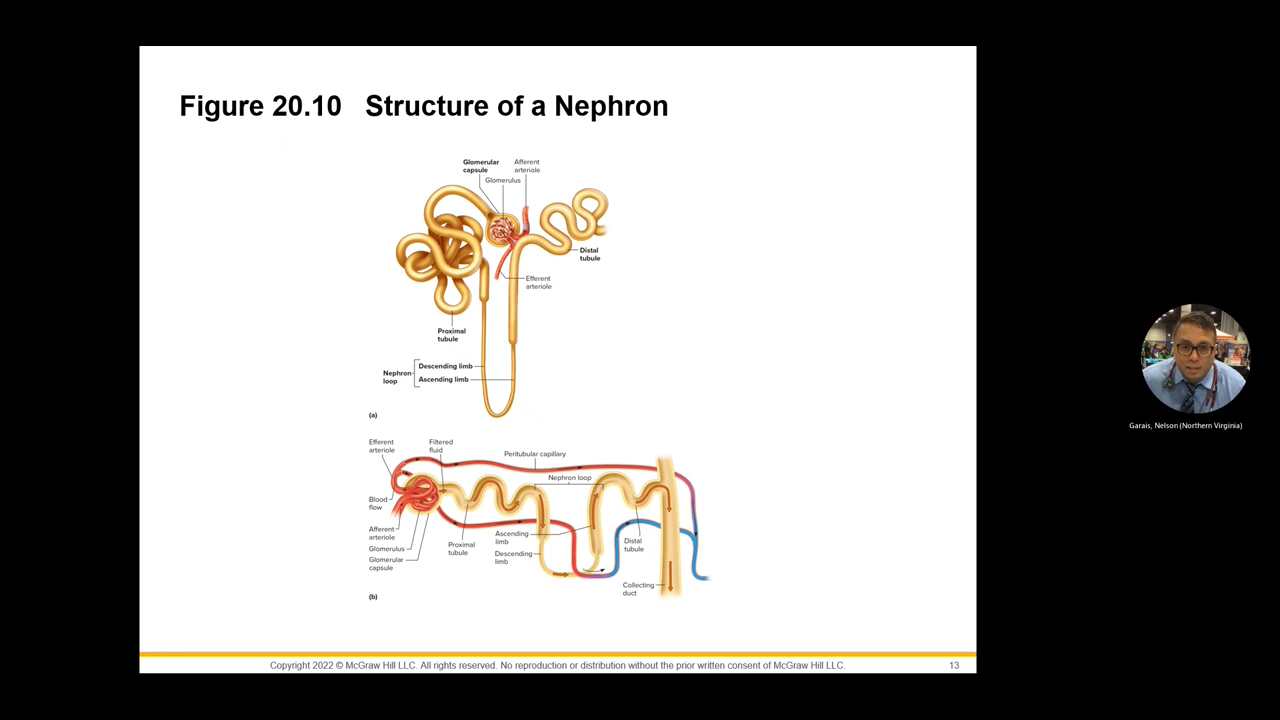 Figure 20.10 Structure of a Nephron
Glomerular
capsule
Afferent
arteriole
Glomerulus
Distal
tubule
Efferent
arteriole
Proximal
tubule
Nephron
loop
Descending limb
Ascending limb
(a)
Efferent
arteriole
Filtered
fluid
Peritubular capillary
Nephron loop
Blood
flow
Afferent
arteriole
Glomerulus
Glomerular
capsule
Proximal
tubule
Ascending
limb
Descending
limb
Distal
tubule
Collecting
duct
(b)
Copyright 2022 © McGraw Hill LLC. All rights reserved. No reproduction or distribution without the prior written consent of McGraw Hill LLC.
13
Garais, Nelson (Northern Virginia)